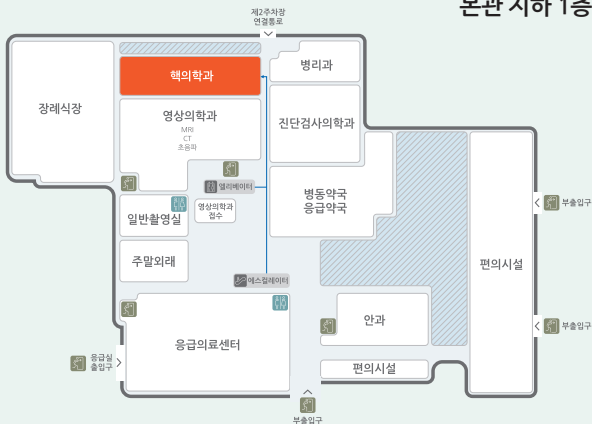 본관 지하 1층
제2주차장
연결통로
장례식장
핵의학과
병리과
영상의학과
MRI
CT
초음파
진단검사의학과
엘리베이터
병동약국
응급약국
일반촬영실
영상의학과
접수
부출입구
주말외래
편의시설
에스컬레이터
안과
부출입구
응급의료센터
응급실
출입구
편의시설
부출입구